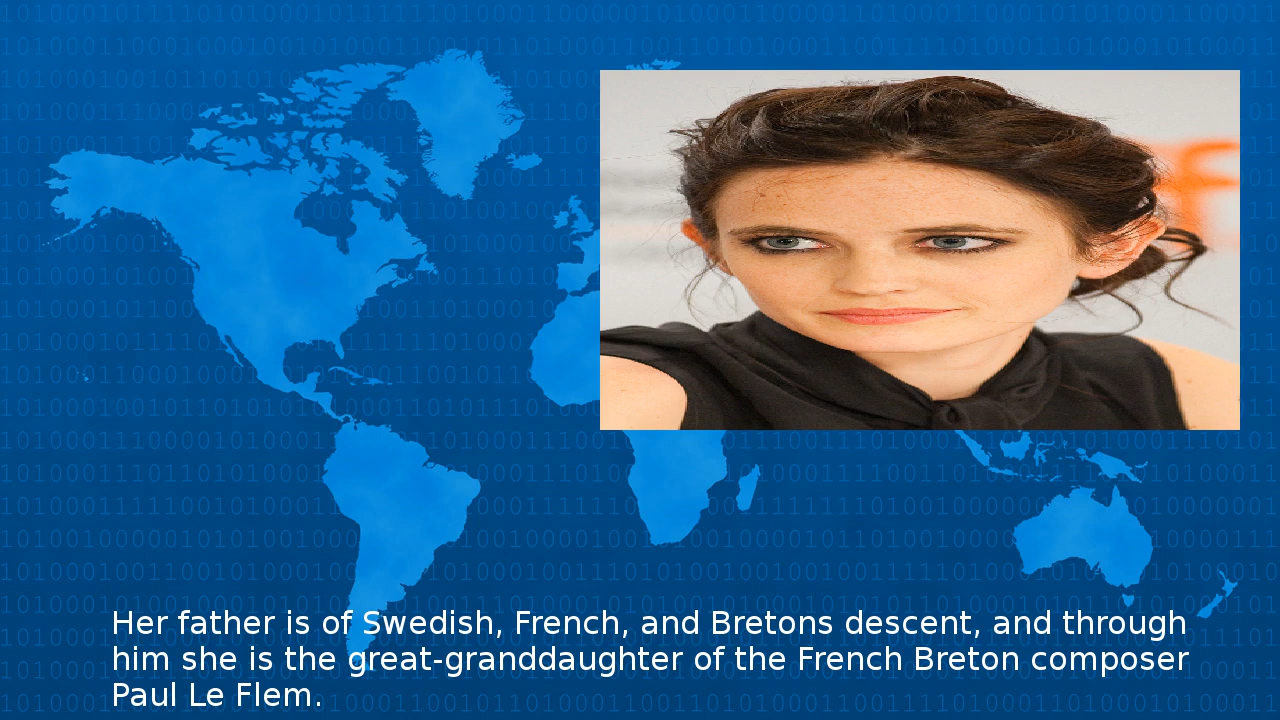 Her father is of Swedish, French, and Bretons descent, and through
him she is the great-granddaughter of the French Breton composer
Paul Le Flem.